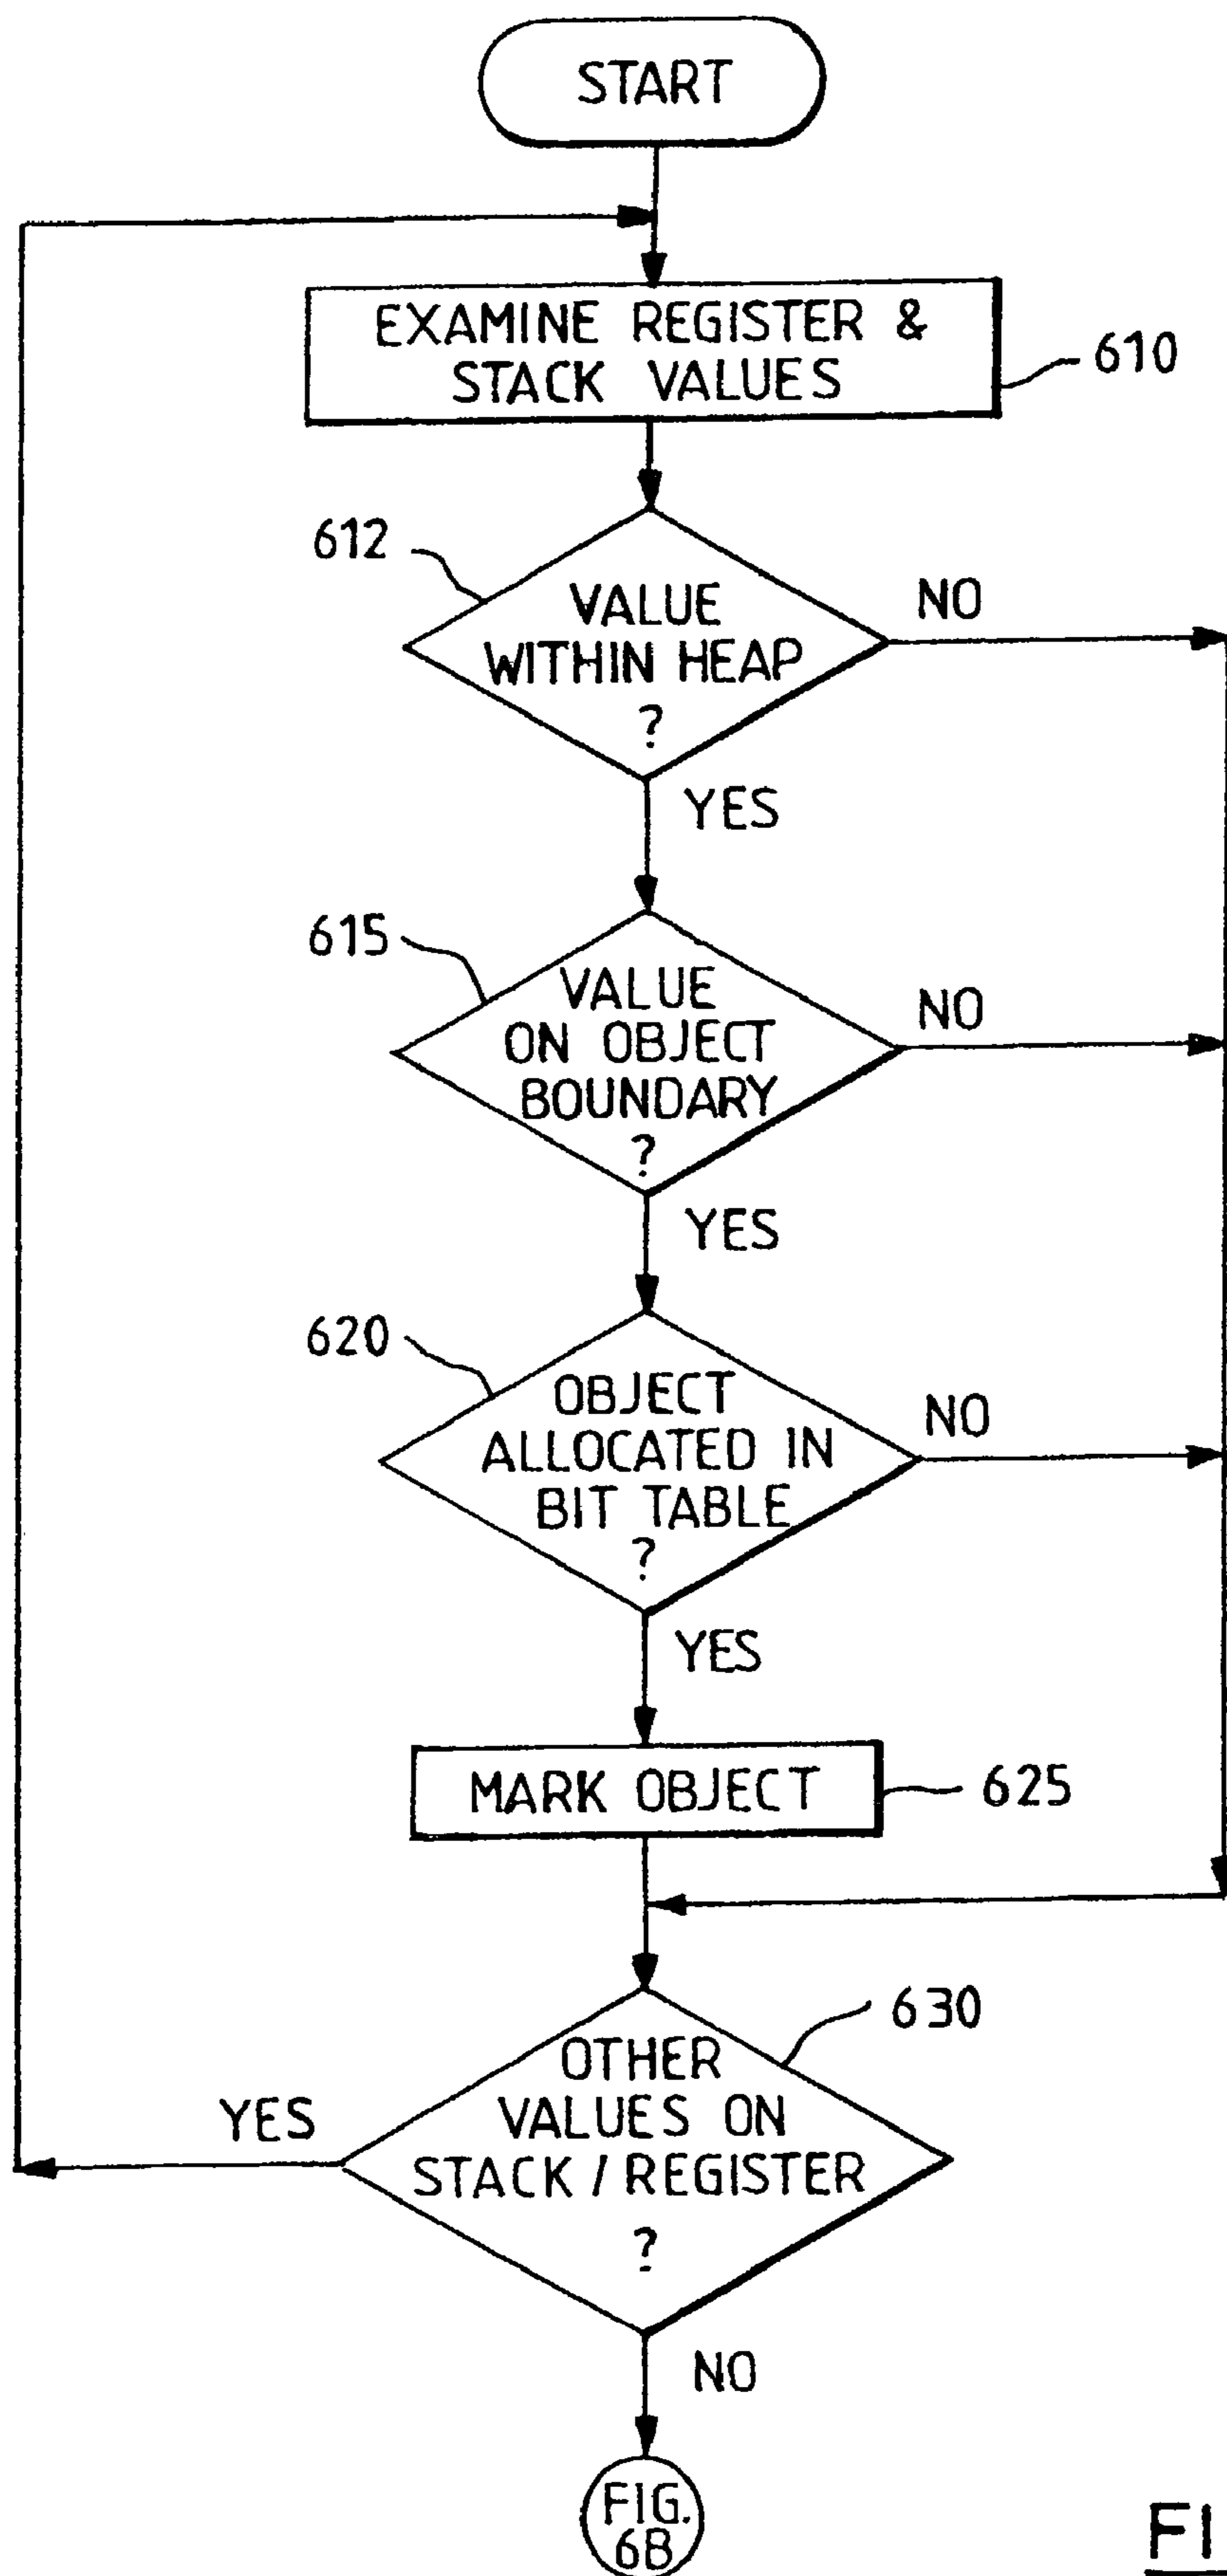 START
EXAMINE REGISTER &
STACK VALUES
610
612
VALUE
WITHIN HEAP
?
NO
YES
615
VALUE
ON OBJECT
BOUNDARY
?
NO
YES
620
OBJECT
ALLOCATED IN
BIT TABLE
?
NO
YES
MARK OBJECT
625
630
OTHER
VALUES ON
STACK / REGISTER
?
YES
NO
FIG.
6B
FI